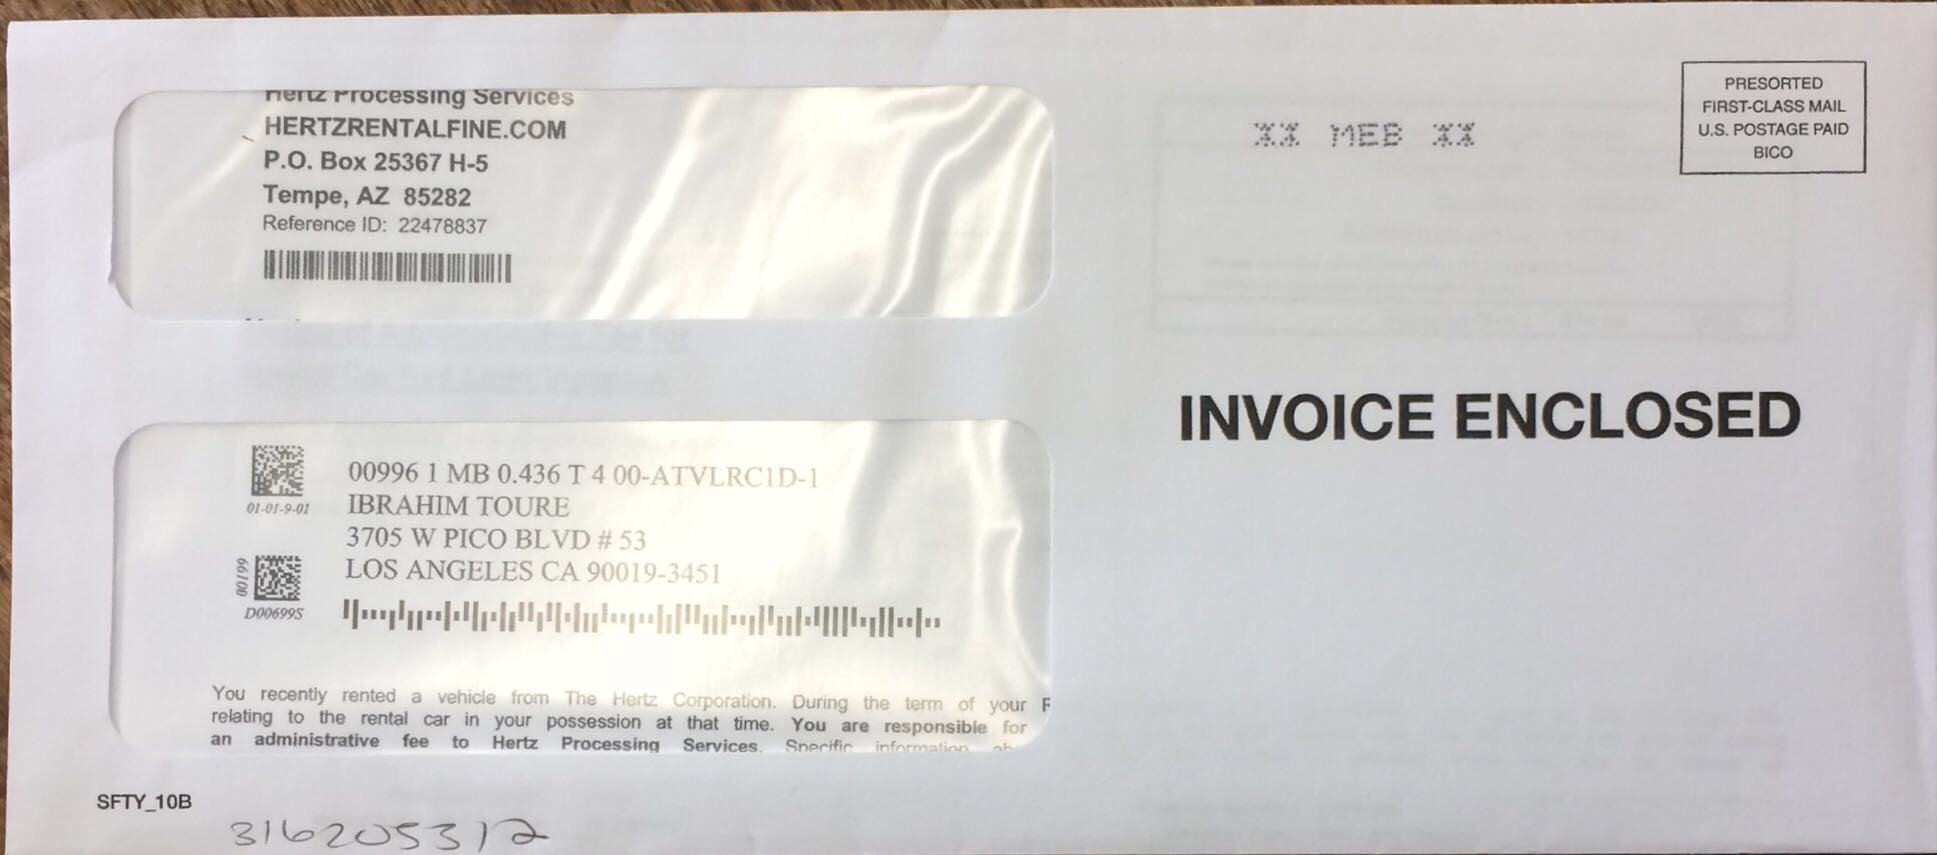 Hertz Processing Services
HERTZRENTALFINE.COM
P.O. Box 25367 H-5
Tempe, AZ 85282
Reference ID: 22478837
XX MEB XX
PRESORTED
FIRST-CLASS MAIL
U.S. POSTAGE PAID
BICO
INVOICE ENCLOSED
01-01-9-01
00199
D00699S
00996 1 MB 0.436 T 4 00-ATVLRC1D-1
IBRAHIM TOURE
3705 W PICO BLVD # 53
LOS ANGELES CA 90019-3451
You recently rented a vehicle from The Hertz Corporation. During the term of your
relating to the rental car in your possession at that time. You are responsible for
an administrative fee to Hertz Processing Services. Specific information
SFTY_10B
316205312